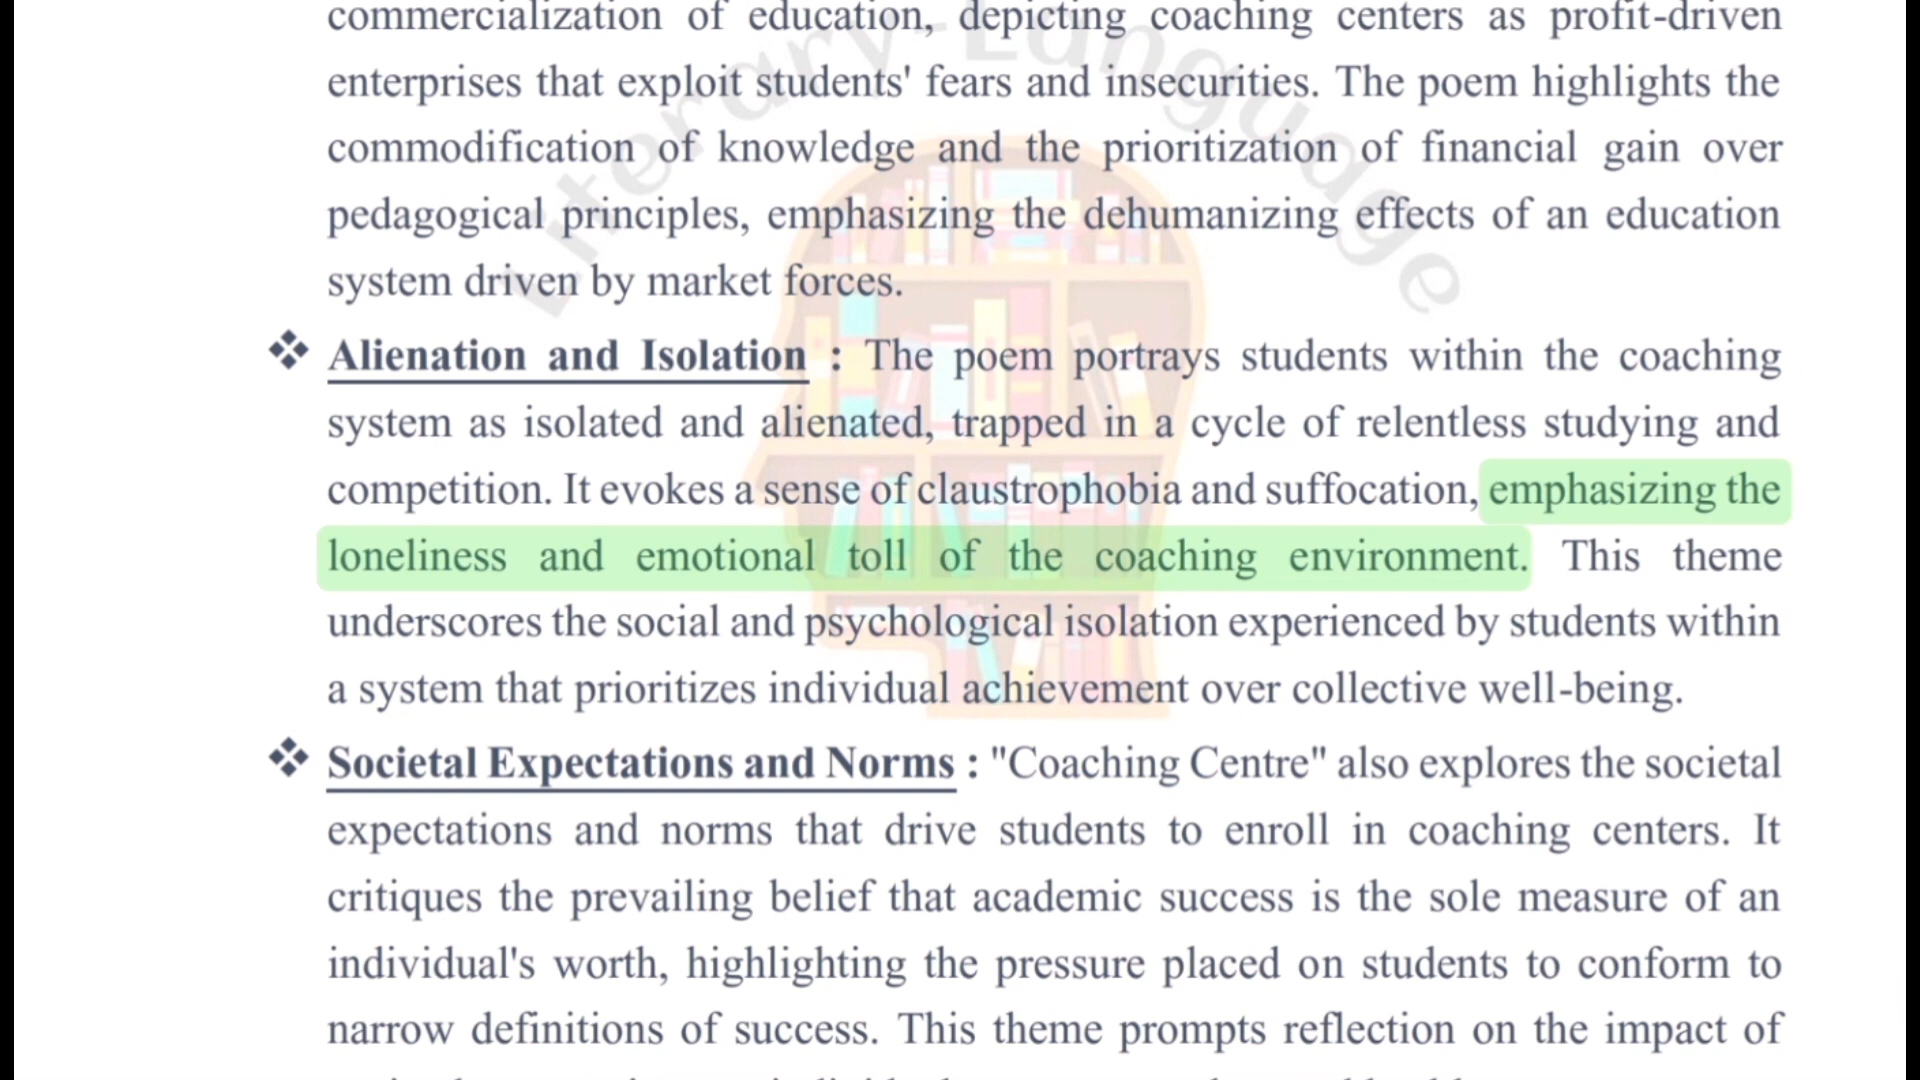 commercialization of education, depicting coaching centers as profit-driven
enterprises that exploit students' fears and insecurities. The poem highlights the
commodification of knowledge and the prioritization of financial gain over
pedagogical principles, emphasizing the dehumanizing effects of an education
system driven by market forces.
❖ Alienation and Isolation : The poem portrays students within the coaching
system as isolated and alienated, trapped in a cycle of relentless studying and
competition. It evokes a sense of claustrophobia and suffocation, emphasizing the
loneliness and emotional toll of the coaching environment. This theme
underscores the social and psychological isolation experienced by students within
a system that prioritizes individual achievement over collective well-being.
❖ Societal Expectations and Norms : "Coaching Centre" also explores the societal
expectations and norms that drive students to enroll in coaching centers. It
critiques the prevailing belief that academic success is the sole measure of an
individual's worth, highlighting the pressure placed on students to conform to
narrow definitions of success. This theme prompts reflection on the impact of
Literary-Language